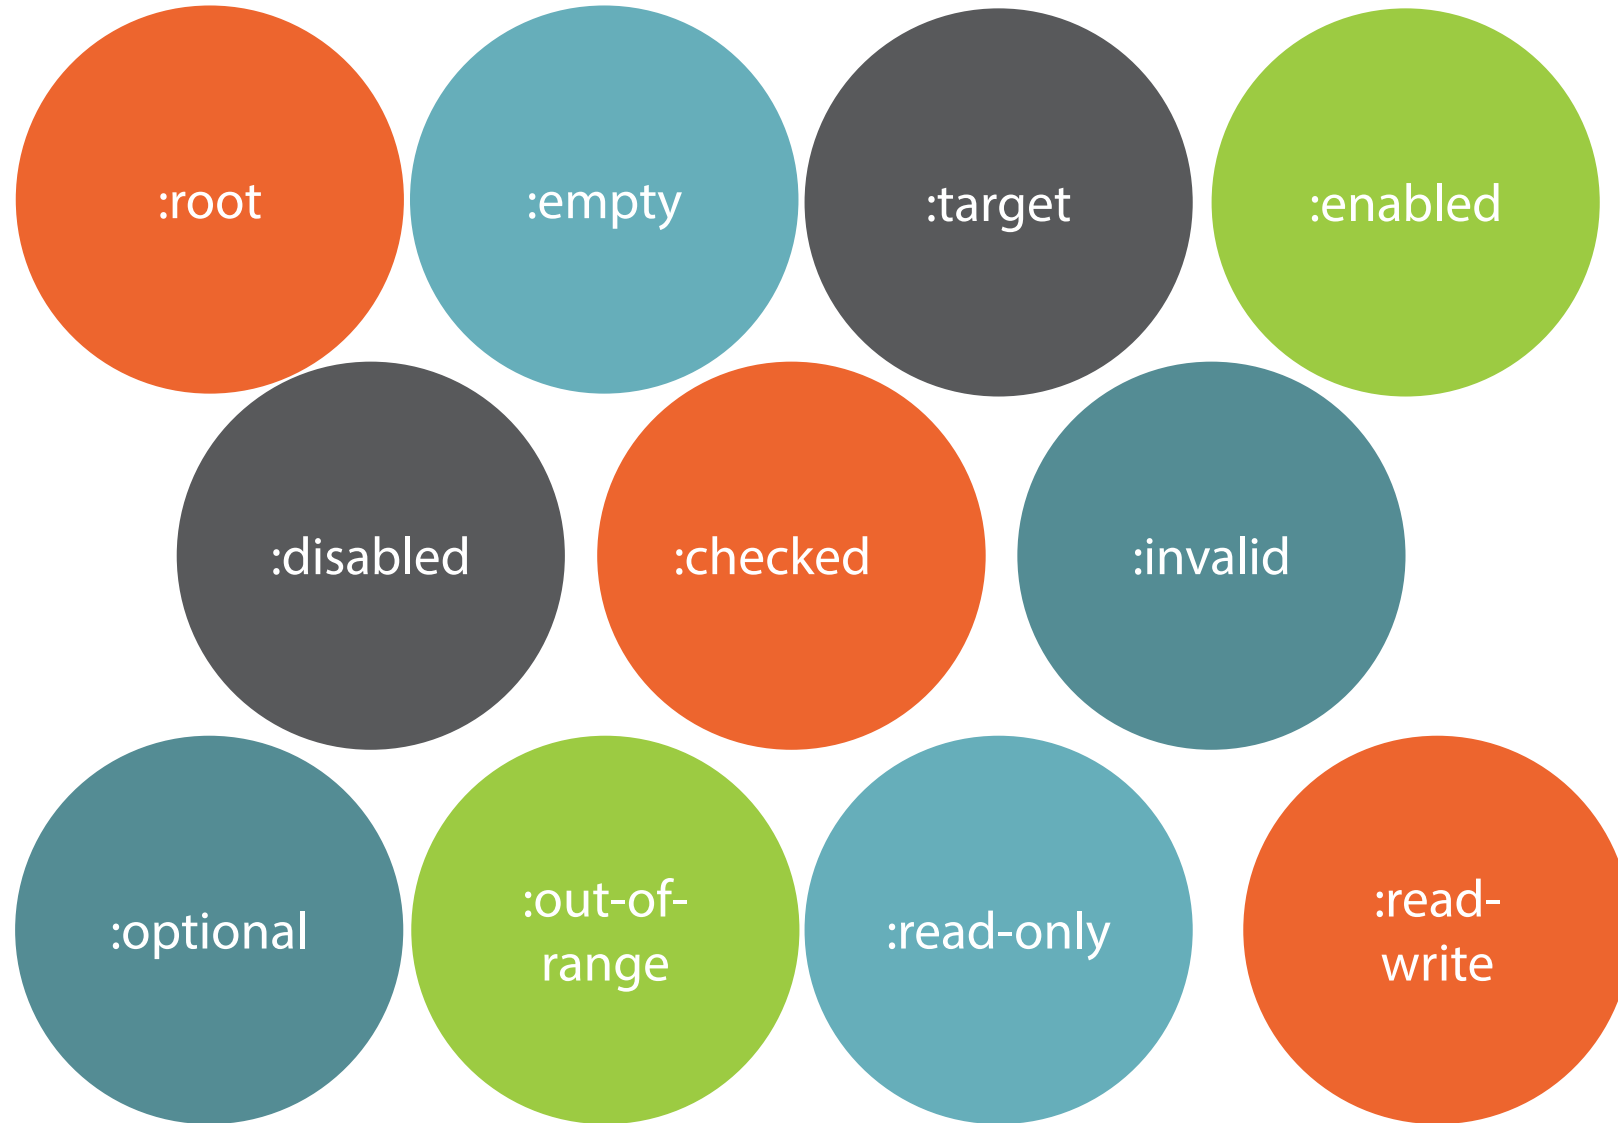 :root
:empty
:target
:enabled
:disabled
:checked
:invalid
:optional
:out-of-
range
:read-only
:read-
write